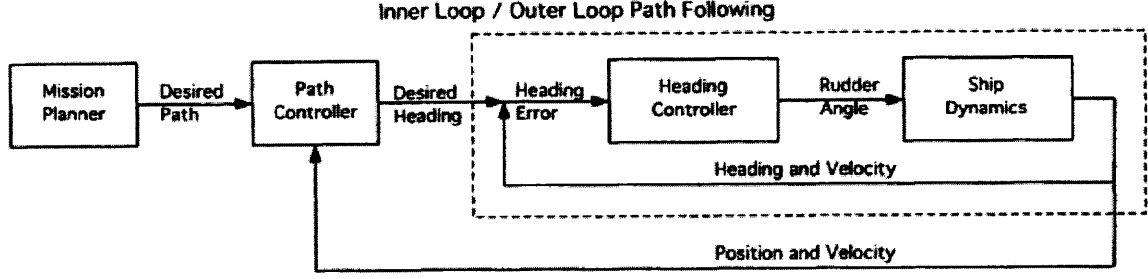 Inner Loop / Outer Loop Path Following
Mission
Planner
Desired
Path
Path
Controller
Desired
Heading
Heading
Error
Heading
Controller
Rudder
Angle
Ship
Dynamics
Heading and Velocity
Position and Velocity